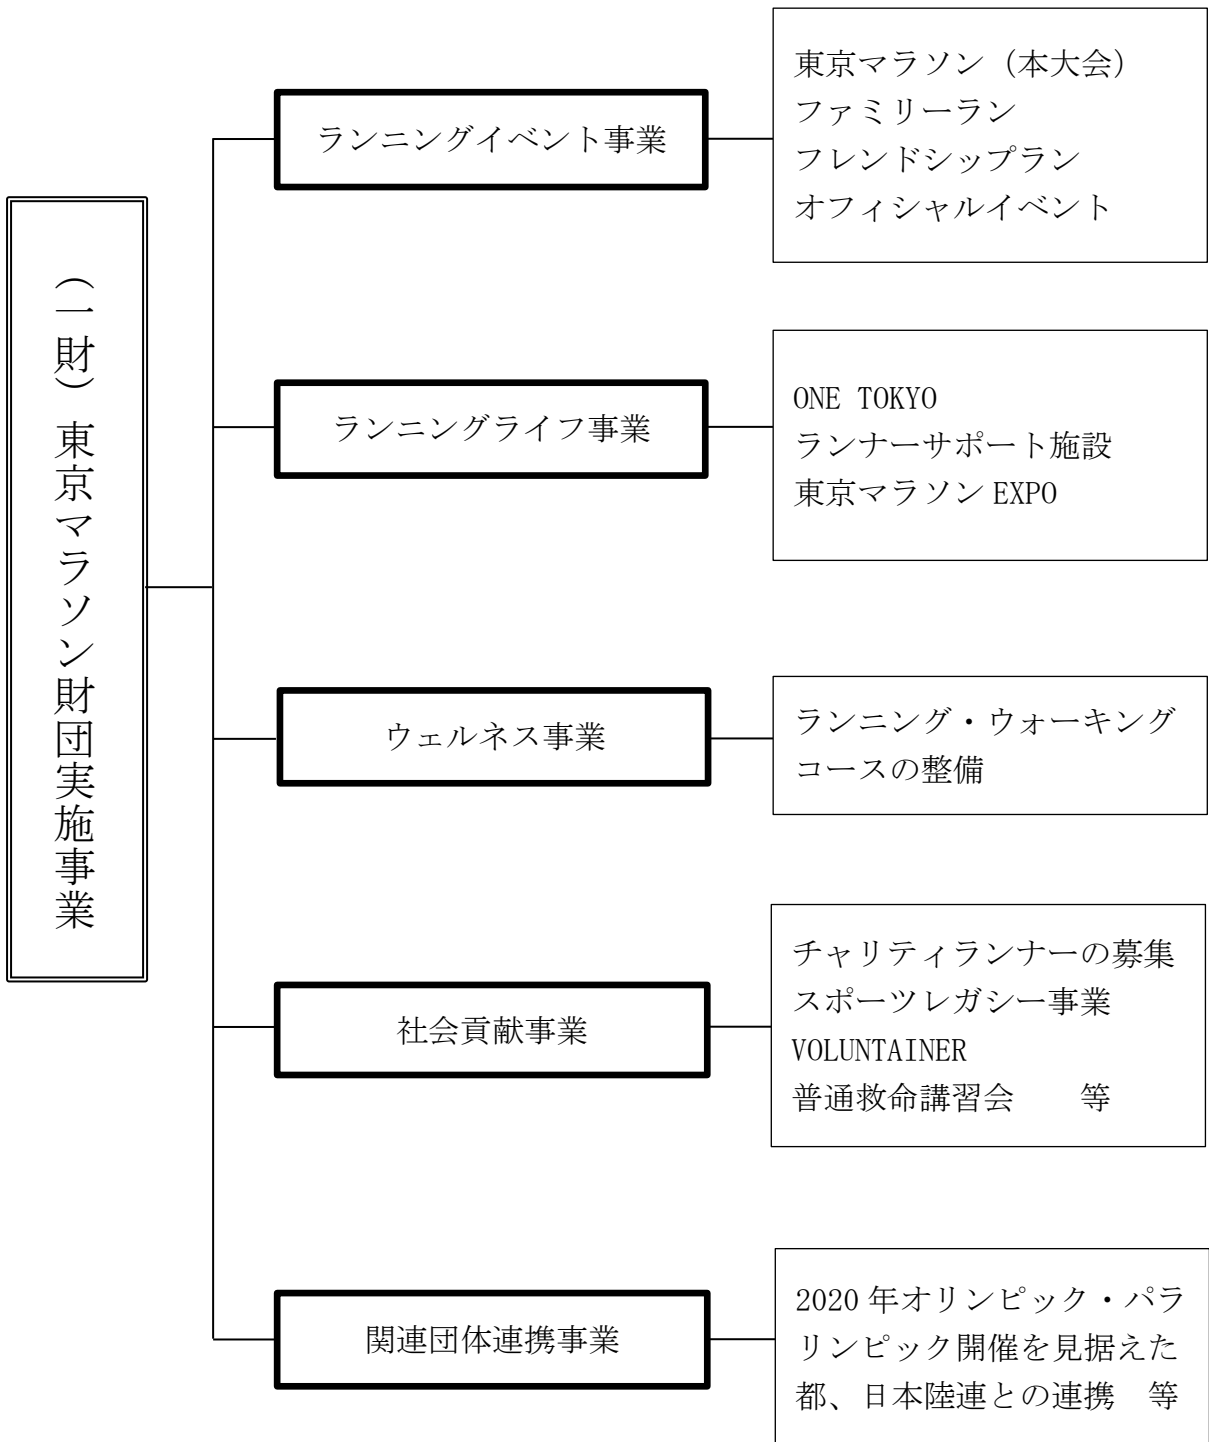 （一財）東京マラソン財団実施事業
ランニングイベント事業
東京マラソン（本大会）
ファミリーラン
フレンドシップラン
オフィシャルイベント
ランニングライフ事業
ONE TOKYO
ランナーサポート施設
東京マラソン EXPO
ウェルネス事業
ランニング・ウォーキング
コースの整備
社会貢献事業
チャリティランナーの募集
スポーツレガシー事業
VOLUNTAINER
普通救命講習会　　等
関連団体連携事業
2020 年オリンピック・パラ
リンピック開催を見据えた
都、日本陸連との連携　等